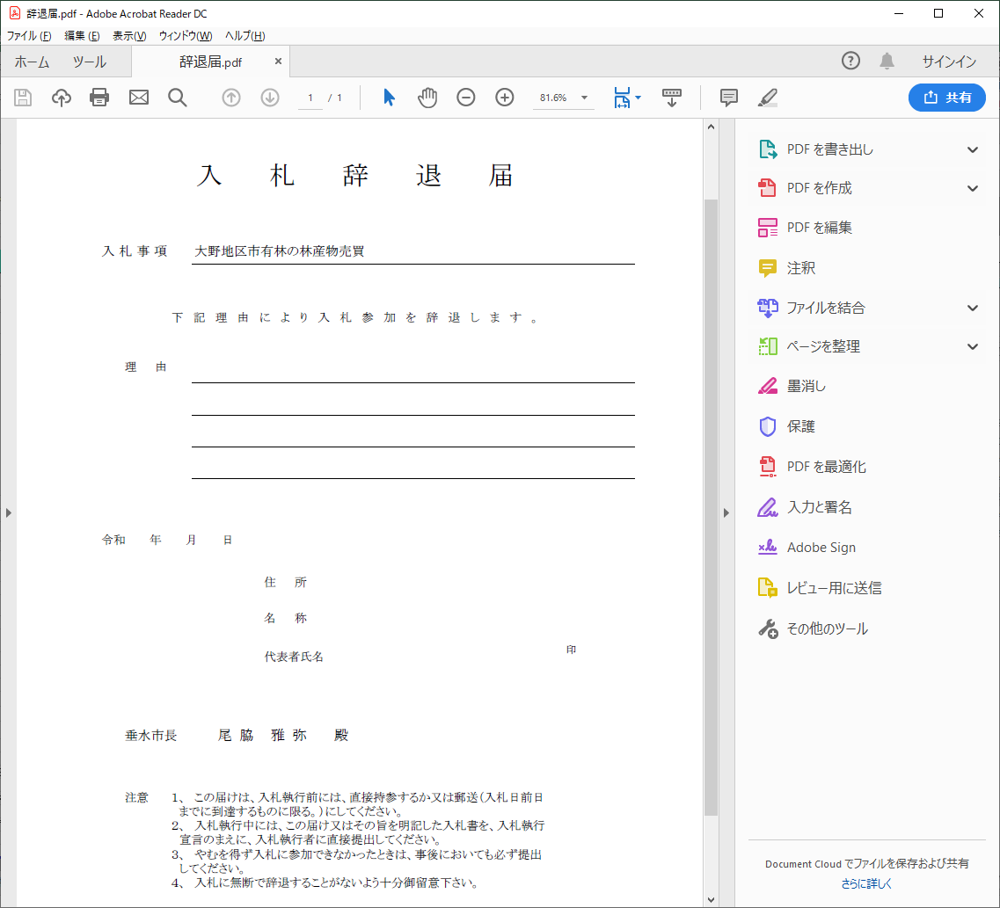 辞退届.pdf - Adobe Acrobat Reader DC
ファイル(F) 編集(E) 表示(V) ウィンドウ(W) ヘルプ(H)
ホーム ツール 辞退届.pdf × サインイン
1 / 1 81.6% 共有
入 札 辞 退 届
入 札 事 項 大野地区市有林の林産物売買
下 記 理 由 に よ り 入 札 参 加 を 辞 退 し ま す 。
理 由
令和 年 月 日
住 所
名 称
代表者氏名 印
垂水市長 尾 脇 雅 弥 殿
注意 1、 この届けは、入札執行前には、直接持参するか又は郵送(入札日前日
までに到達するものに限る。)にしてください。
2、 入札執行中には、この届け又はその旨を明記した入札書を、入札執行
宣言のまえに、入札執行者に直接提出してください。
3、 やむを得ず入札に参加できなかったときは、事後においても必ず提出
してください。
4、 入札に無断で辞退することがないよう十分御留意下さい。
PDF を書き出し
PDF を作成
PDF を編集
注釈
ファイルを結合
ページを整理
墨消し
保護
PDF を最適化
入力と署名
Adobe Sign
レビュー用に送信
その他のツール
Document Cloud でファイルを保存および共有
さらに詳しく